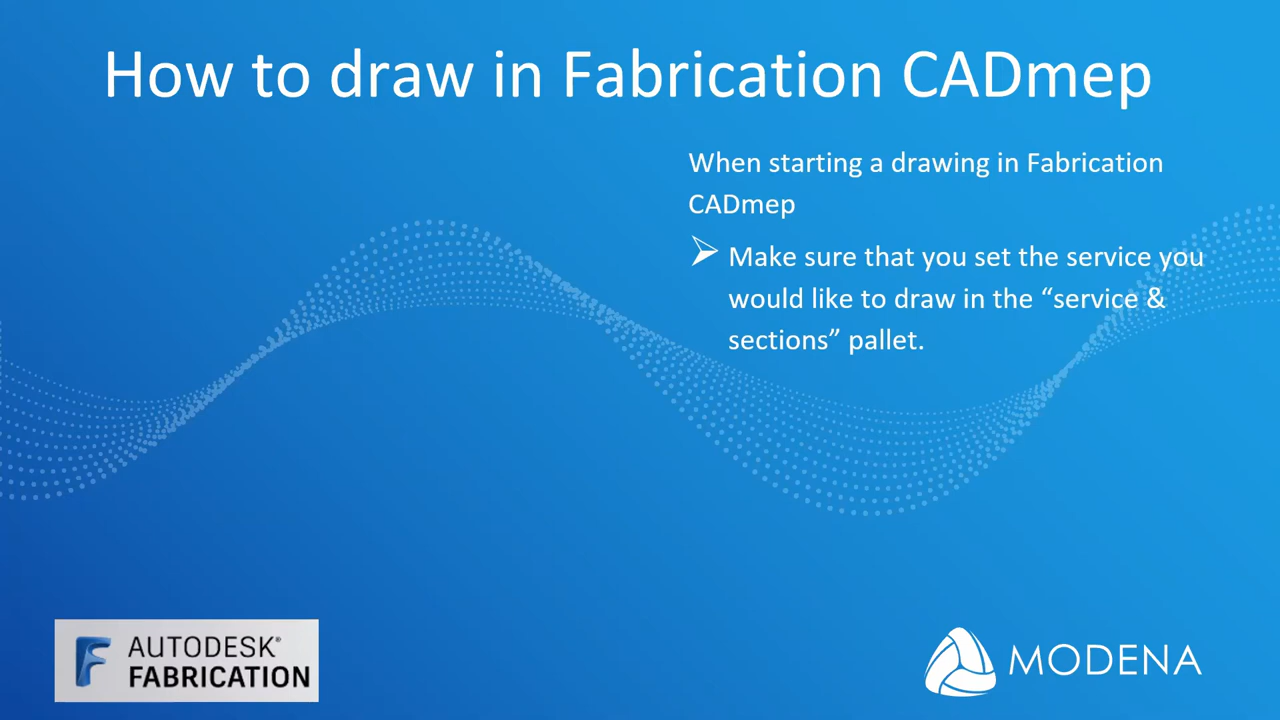 How to draw in Fabrication CADmep
When starting a drawing in Fabrication
CADmep
Make sure that you set the service you
would like to draw in the “service &
sections” pallet.
AUTODESK®
FABRICATION
MODENA